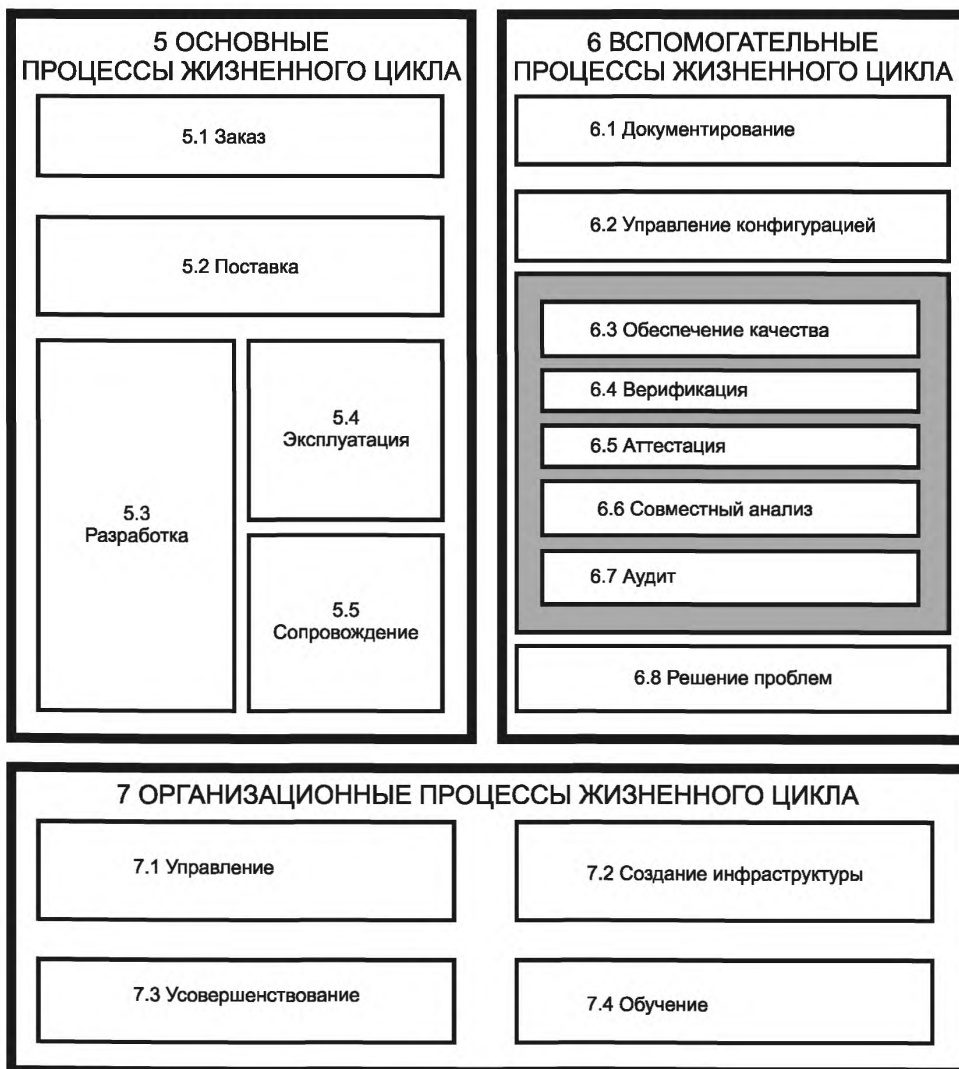 5 ОСНОВНЫЕ
ПРОЦЕССЫ ЖИЗНЕННОГО ЦИКЛА
5.1 Заказ
5.2 Поставка
5.3
Разработка
5.4
Эксплуатация
5.5
Сопровождение
6 ВСПОМОГАТЕЛЬНЫЕ
ПРОЦЕССЫ ЖИЗНЕННОГО ЦИКЛА
6.1 Документирование
6.2 Управление конфигурацией
6.3 Обеспечение качества
6.4 Верификация
6.5 Аттестация
6.6 Совместный анализ
6.7 Аудит
6.8 Решение проблем
7 ОРГАНИЗАЦИОННЫЕ ПРОЦЕССЫ ЖИЗНЕННОГО ЦИКЛА
7.1 Управление
7.2 Создание инфраструктуры
7.3 Усовершенствование
7.4 Обучение